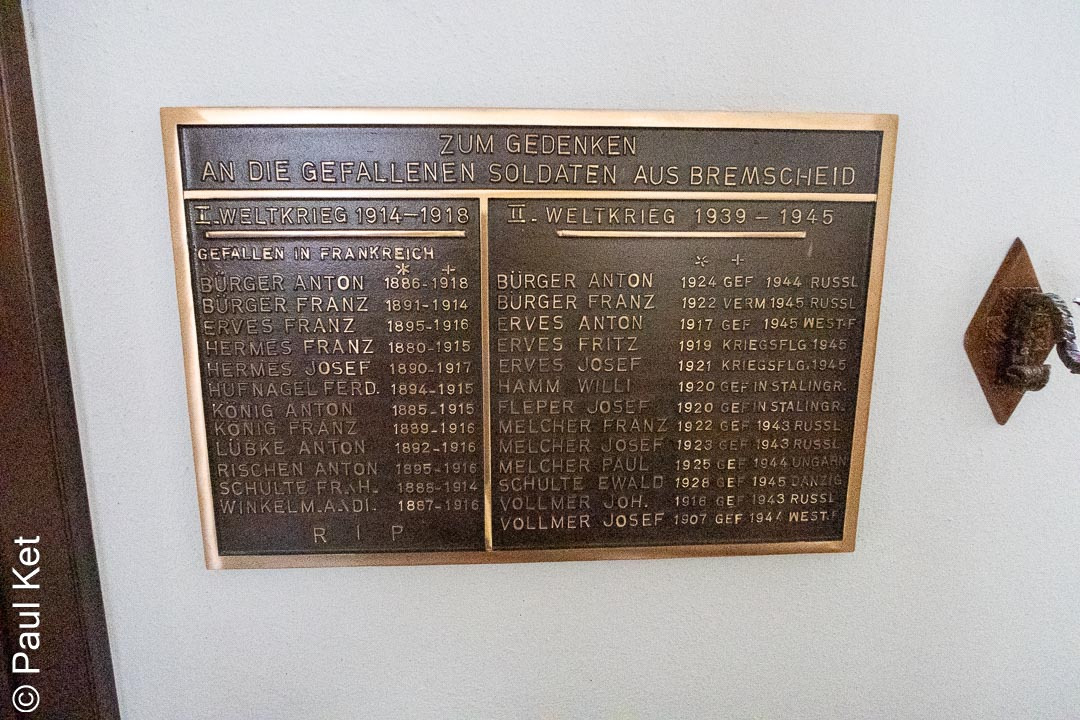 ZUM GEDENKEN
AN DIE GEFALLENEN SOLDATEN AUS BREMSCHEID
I. WELTKRIEG 1914-1918
GEFALLEN IN FRANKREICH
* +
BÜRGER ANTON 1886-1918
BÜRGER FRANZ 1891-1914
ERVES FRANZ 1895-1916
HERMES FRANZ 1880-1915
HERMES JOSEF 1890-1917
HUFNAGEL FERD. 1894-1915
KÖNIG ANTON 1885-1915
KÖNIG FRANZ 1889-1916
LÜBKE ANTON 1892-1916
RISCHEN ANTON 1895-1916
SCHULTE 1888-1914
WINKELM. 1887-1916
R I P
II. WELTKRIEG 1939-1945
* +
BÜRGER ANTON 1924 GEF 1944 RUSSL
BÜRGER FRANZ 1922 VERM 1945 RUSSL
ERVES ANTON 1917 GEF 1945 WEST.F
ERVES FRITZ 1919 KRIEGSFLG.1945
ERVES JOSEF 1921 KRIEGSFLG.1945
HAMM WILLI 1920 GEF IN STALINGR.
FLEPER JOSEF 1920 GEF IN STALINGR.
MELCHER FRANZ 1922 GEF 1943 RUSSL
MELCHER JOSEF 1923 GEF 1943 RUSSL
MELCHER PAUL 1925 GEF 1944 UNGARN
SCHULTE EWALD 1928 GEF 1945 DANZIG
VOLLMER JOH. 1918 GEF 1943 RUSSL
VOLLMER JOSEF 1907 GEF 1944 WEST.F
© Paul Ket